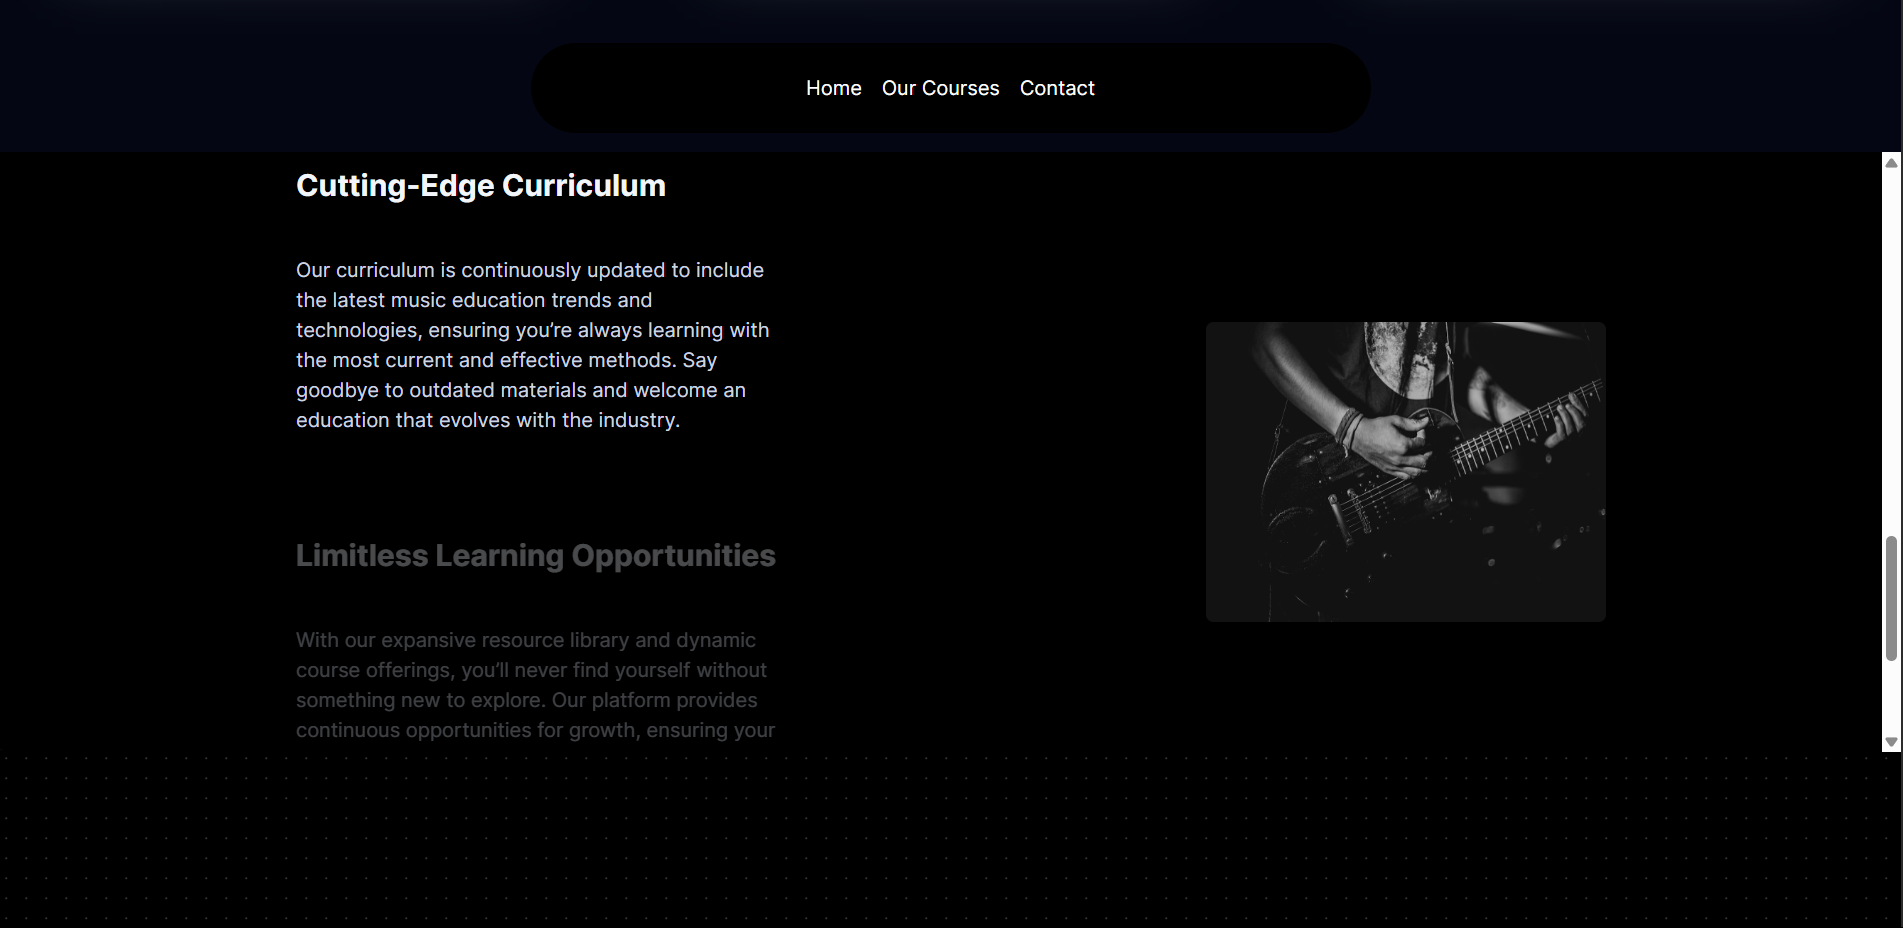 Home Our Courses Contact
Cutting-Edge Curriculum
Our curriculum is continuously updated to include
the latest music education trends and
technologies, ensuring you’re always learning with
the most current and effective methods. Say
goodbye to outdated materials and welcome an
education that evolves with the industry.
Limitless Learning Opportunities
With our expansive resource library and dynamic
course offerings, you’ll never find yourself without
something new to explore. Our platform provides
continuous opportunities for growth, ensuring your